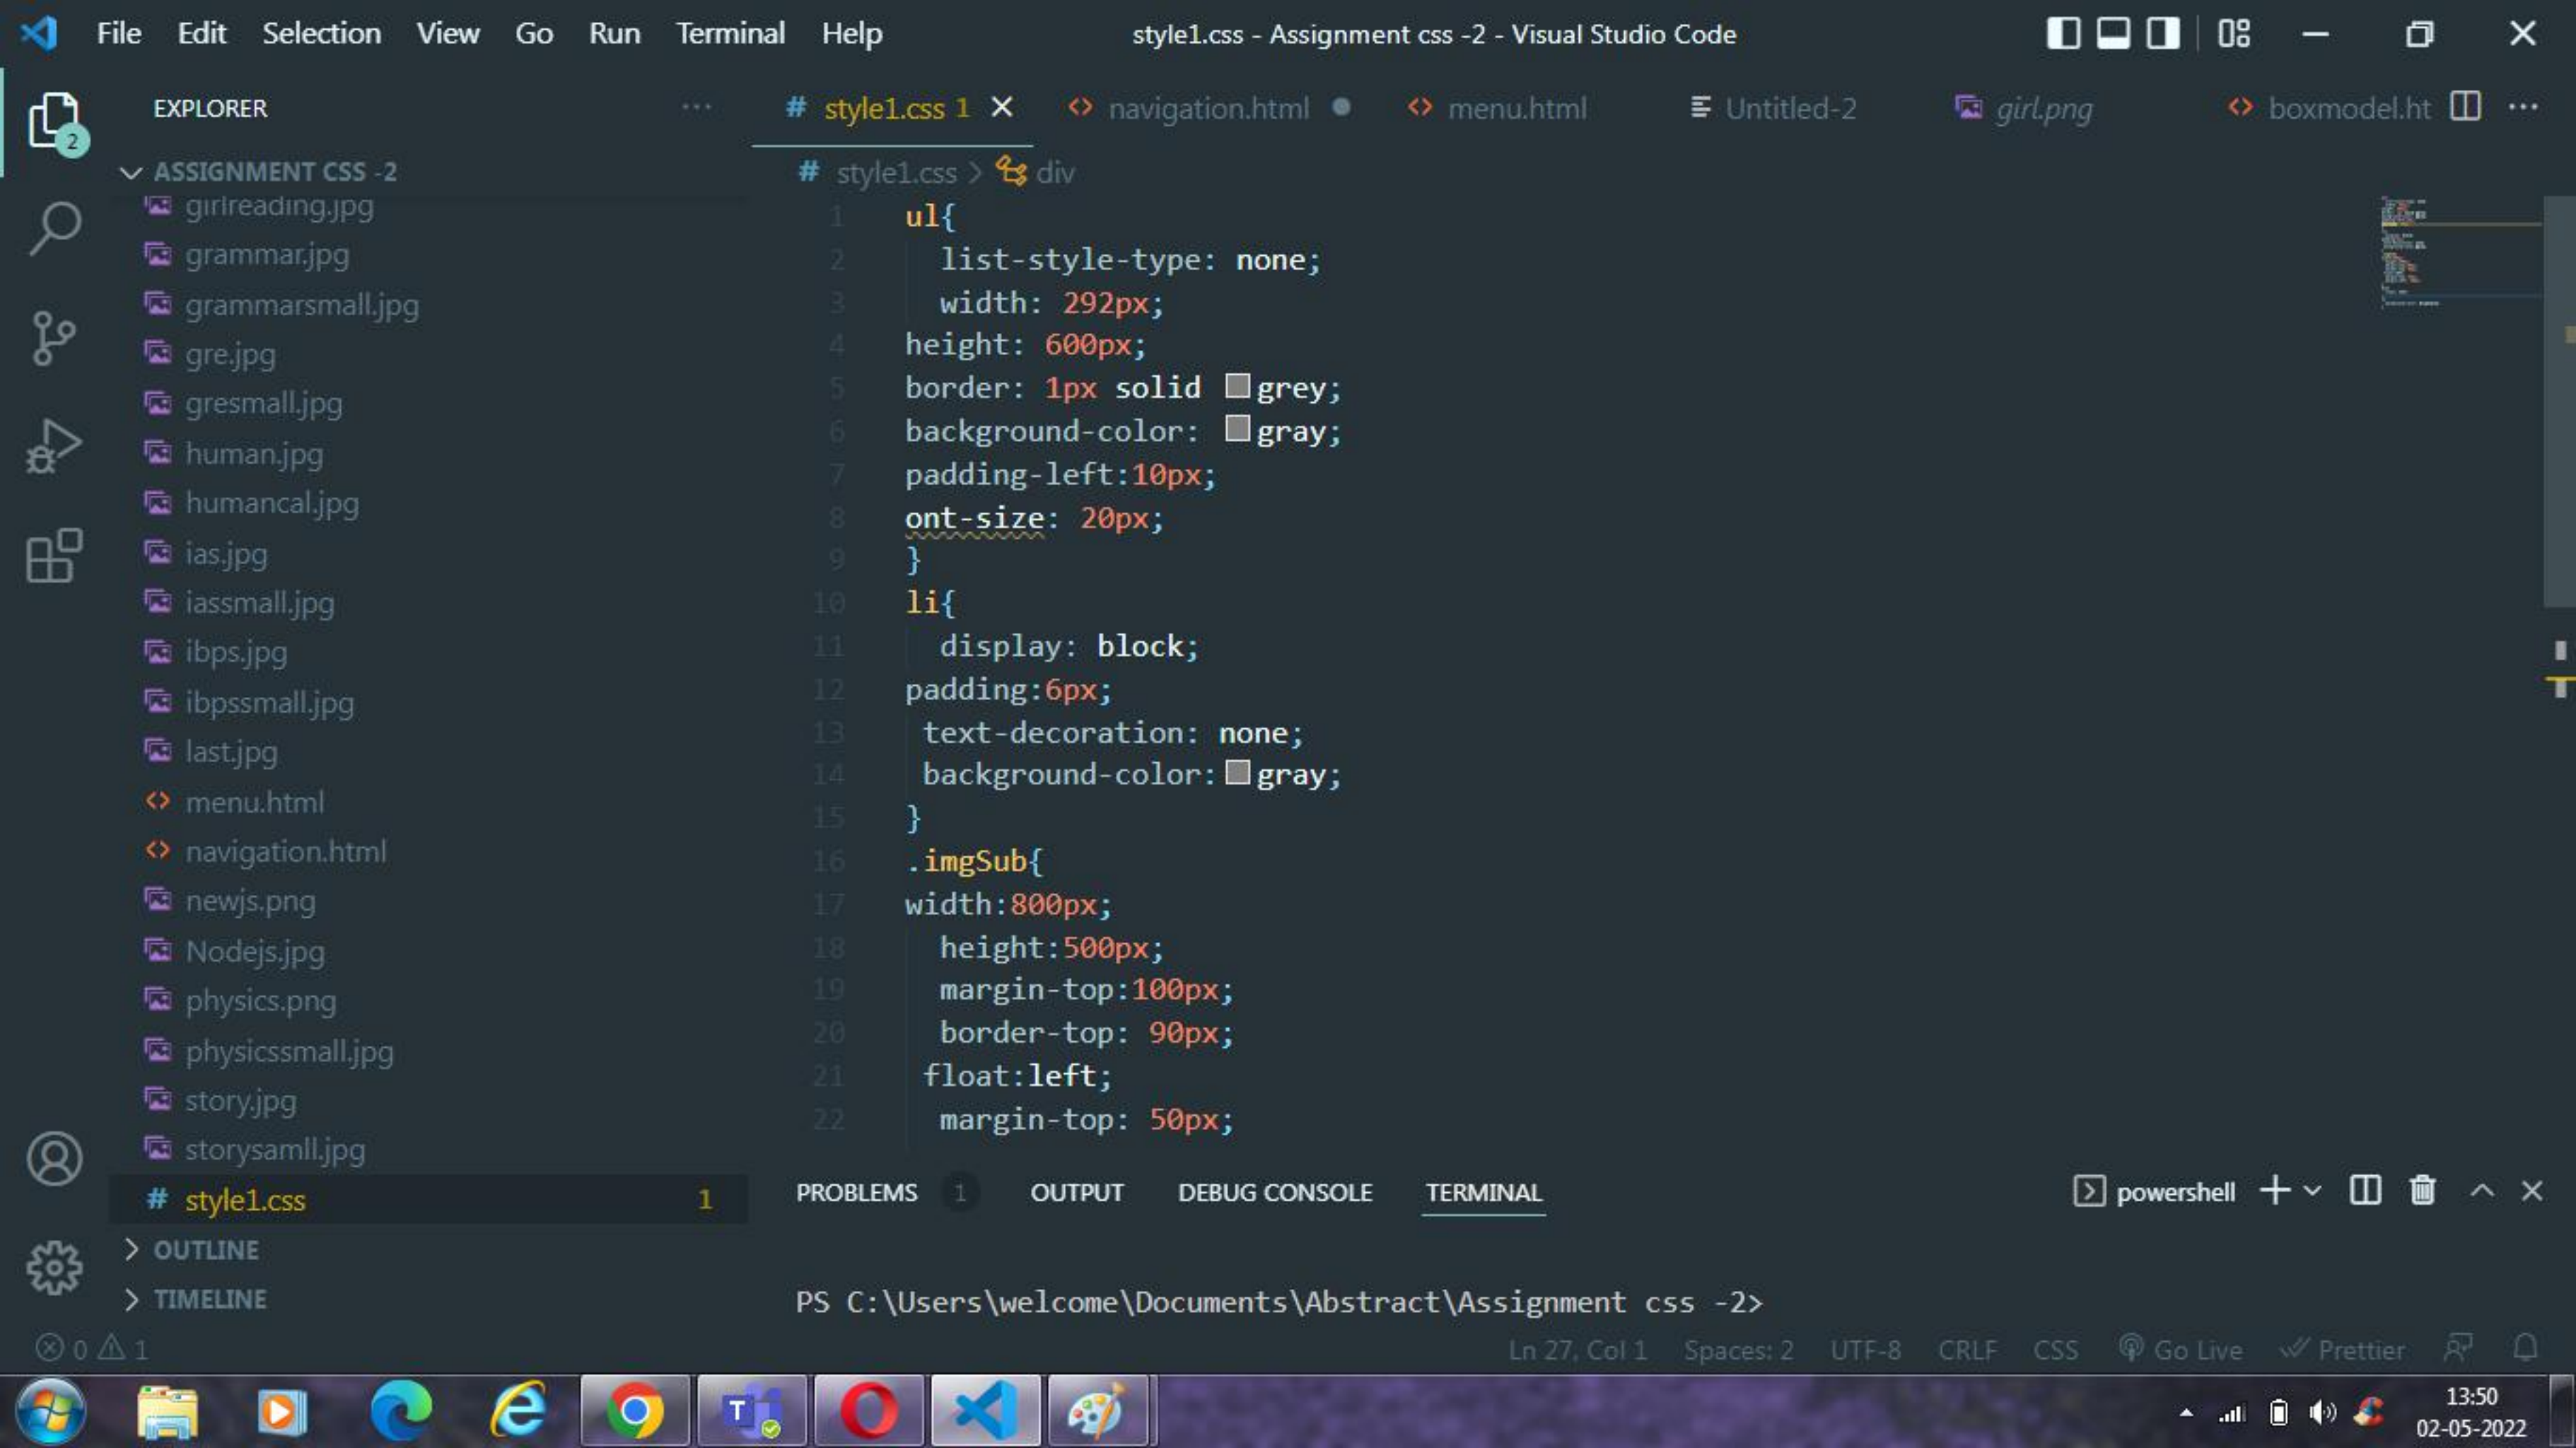 File Edit Selection View Go Run Terminal Help
style1.css - Assignment css -2 - Visual Studio Code
EXPLORER
2
ASSIGNMENT CSS -2
girlreading.jpg
grammar.jpg
grammarsmall.jpg
gre.jpg
gresmall.jpg
human.jpg
humancal.jpg
ias.jpg
iassmall.jpg
ibps.jpg
ibpssmall.jpg
last.jpg
menu.html
navigation.html
newjs.png
Nodejs.jpg
physics.png
physicssmall.jpg
story.jpg
storysamll.jpg
# style1.css 1
OUTLINE
TIMELINE
# style1.css 1 navigation.html menu.html Untitled-2 girl.png boxmodel.ht
# style1.css > div
1 ul{
2 list-style-type: none;
3 width: 292px;
4 height: 600px;
5 border: 1px solid grey;
6 background-color: gray;
7 padding-left:10px;
8 ont-size: 20px;
9 }
10 li{
11 display: block;
12 padding:6px;
13 text-decoration: none;
14 background-color: gray;
15 }
16 .imgSub{
17 width:800px;
18 height:500px;
19 margin-top:100px;
20 border-top: 90px;
21 float:left;
22 margin-top: 50px;
PROBLEMS 1 OUTPUT DEBUG CONSOLE TERMINAL
powershell
PS C:\Users\welcome\Documents\Abstract\Assignment css -2>
0 1
Ln 27, Col 1 Spaces: 2 UTF-8 CRLF CSS Go Live Prettier
T
13:50
02-05-2022